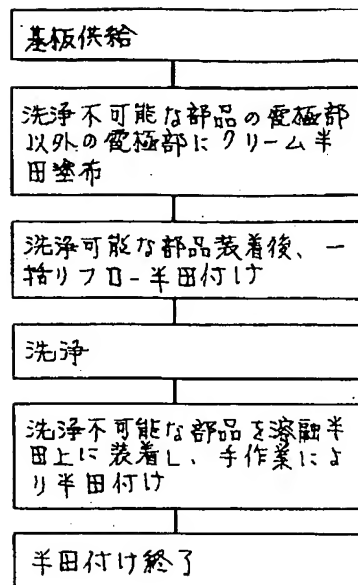 基板供給
洗浄不可能な部品の電極部
以外の電極部にクリーム半
田塗布
洗浄可能な部品装着後、一
括リフロー半田付け
洗浄
洗浄不可能な部品を溶融半
田上に装着し、手作業によ
り半田付け
半田付け終了